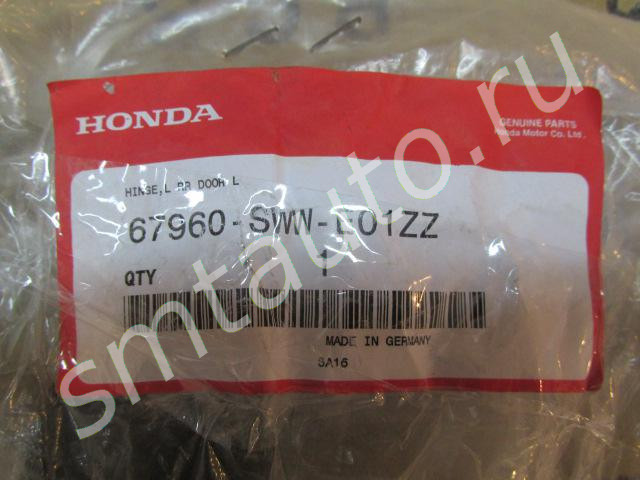 HONDA
GENUINE PARTS
Honda Motor Co., Ltd.
HINGE,L RR DOOR L
67960-SWW-E01ZZ
QTY 1
MADE IN GERMANY
SA16
smtauto.ru